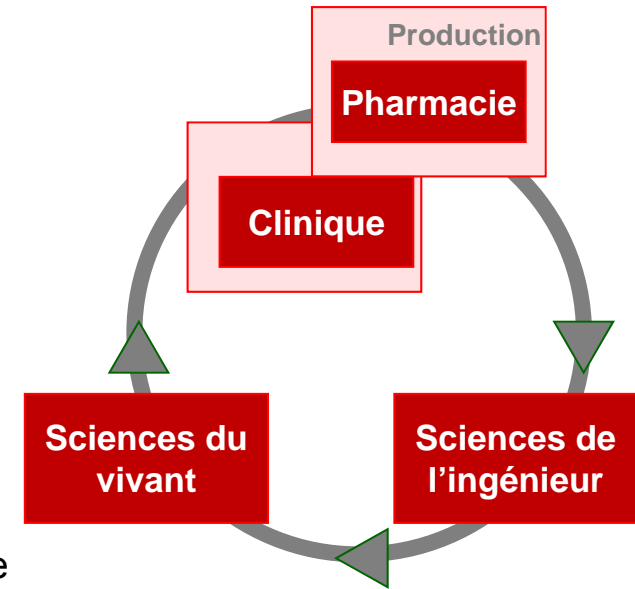 Production
Pharmacie
Clinique
Sciences du
vivant
Sciences de
l’ingénieur
e